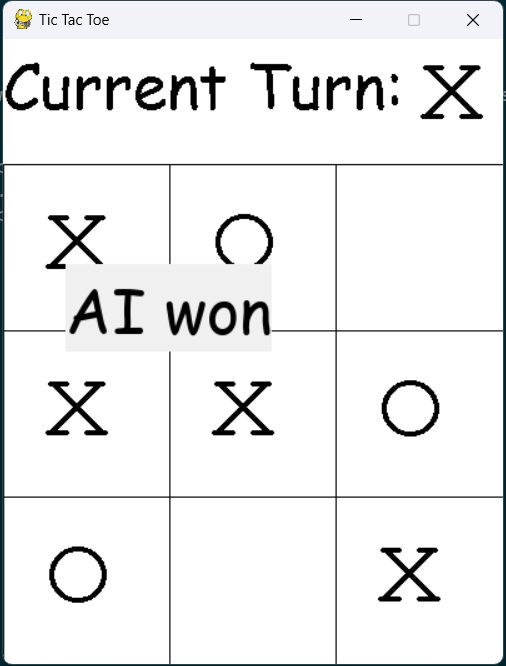 Tic Tac Toe
Current Turn: X
X O
AI won
X X O
O X